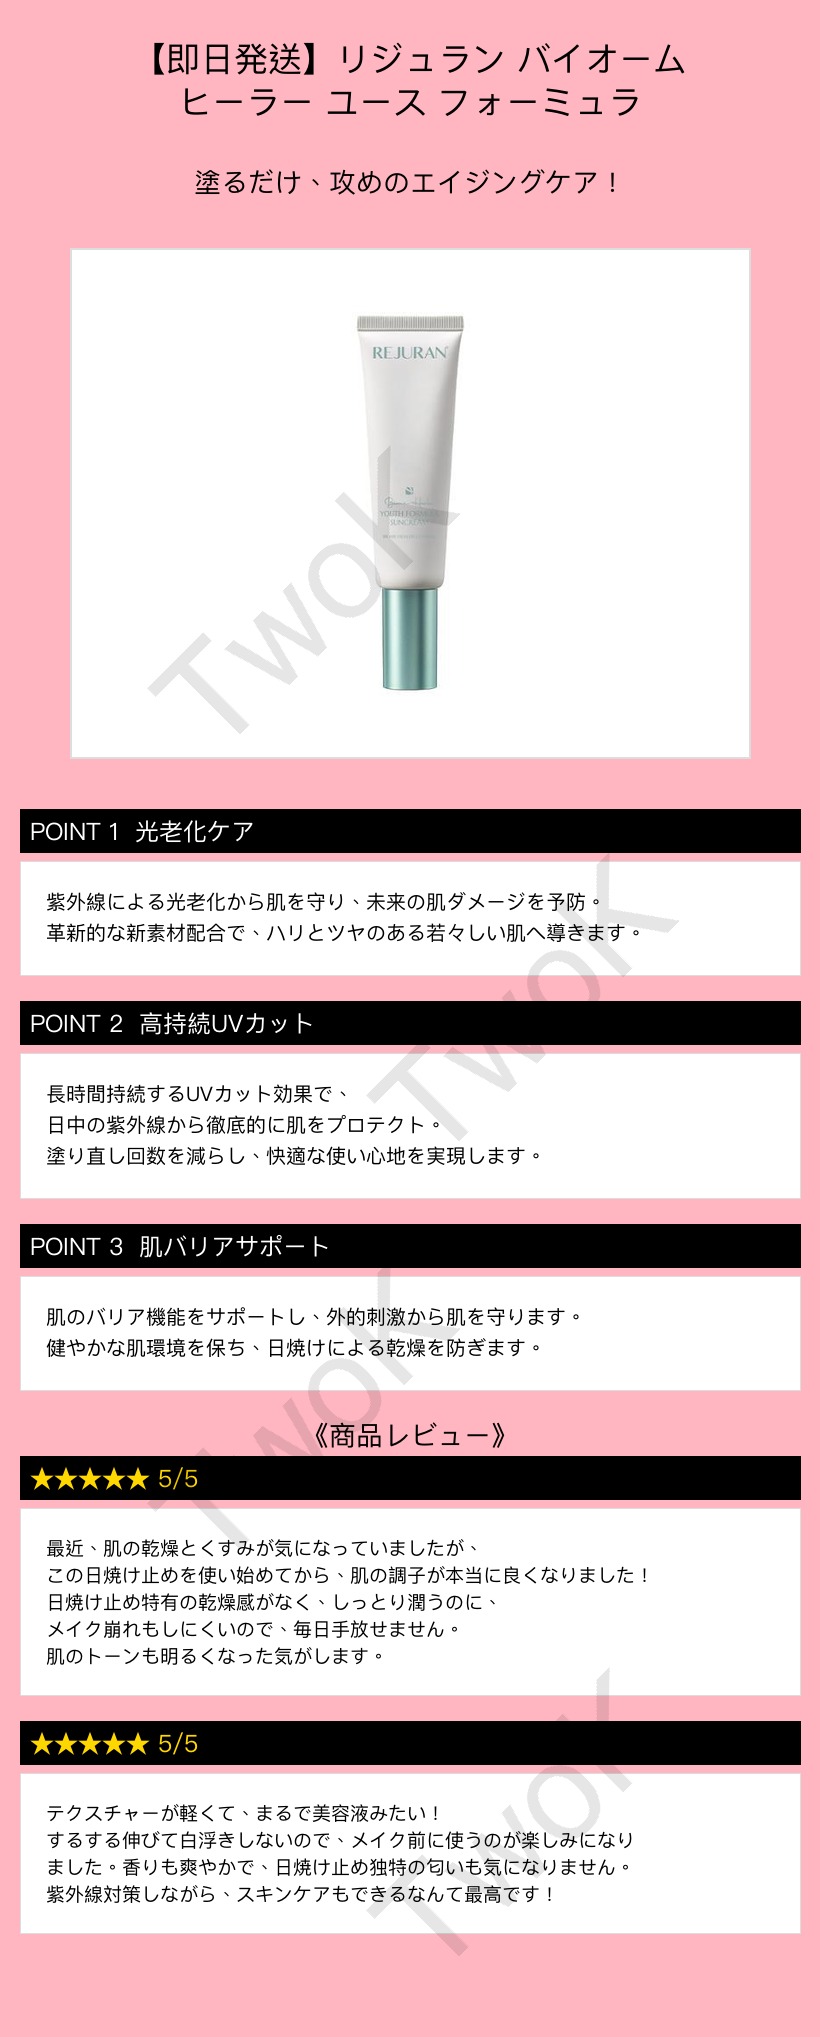 【即日発送】リジュラン バイオーム
ヒーラー ユース フォーミュラ
塗るだけ、攻めのエイジングケア！
REJURAN
YOUTH FORMULA
SUNCREAM
TwoK
POINT 1 光老化ケア
紫外線による光老化から肌を守り、未来の肌ダメージを予防。
革新的な新素材配合で、ハリとツヤのある若々しい肌へ導きます。
TwoK
POINT 2 高持続UVカット
長時間持続するUVカット効果で、
日中の紫外線から徹底的に肌をプロテクト。
塗り直し回数を減らし、快適な使い心地を実現します。
POINT 3 肌バリアサポート
肌のバリア機能をサポートし、外的刺激から肌を守ります。
健やかな肌環境を保ち、日焼けによる乾燥を防ぎます。
TwoK
《商品レビュー》
★★★★★ 5/5
最近、肌の乾燥とくすみが気になっていましたが、
この日焼け止めを使い始めてから、肌の調子が本当に良くなりました！
日焼け止め特有の乾燥感がなく、しっとり潤うのに、
メイク崩れもしにくいので、毎日手放せません。
肌のトーンも明るくなった気がします。
★★★★★ 5/5
テクスチャーが軽くて、まるで美容液みたい！
するする伸びて白浮きしないので、メイク前に使うのが楽しみになり
ました。香りも爽やかで、日焼け止め独特の匂いも気になりません。
紫外線対策しながら、スキンケアもできるなんて最高です！
TwoK